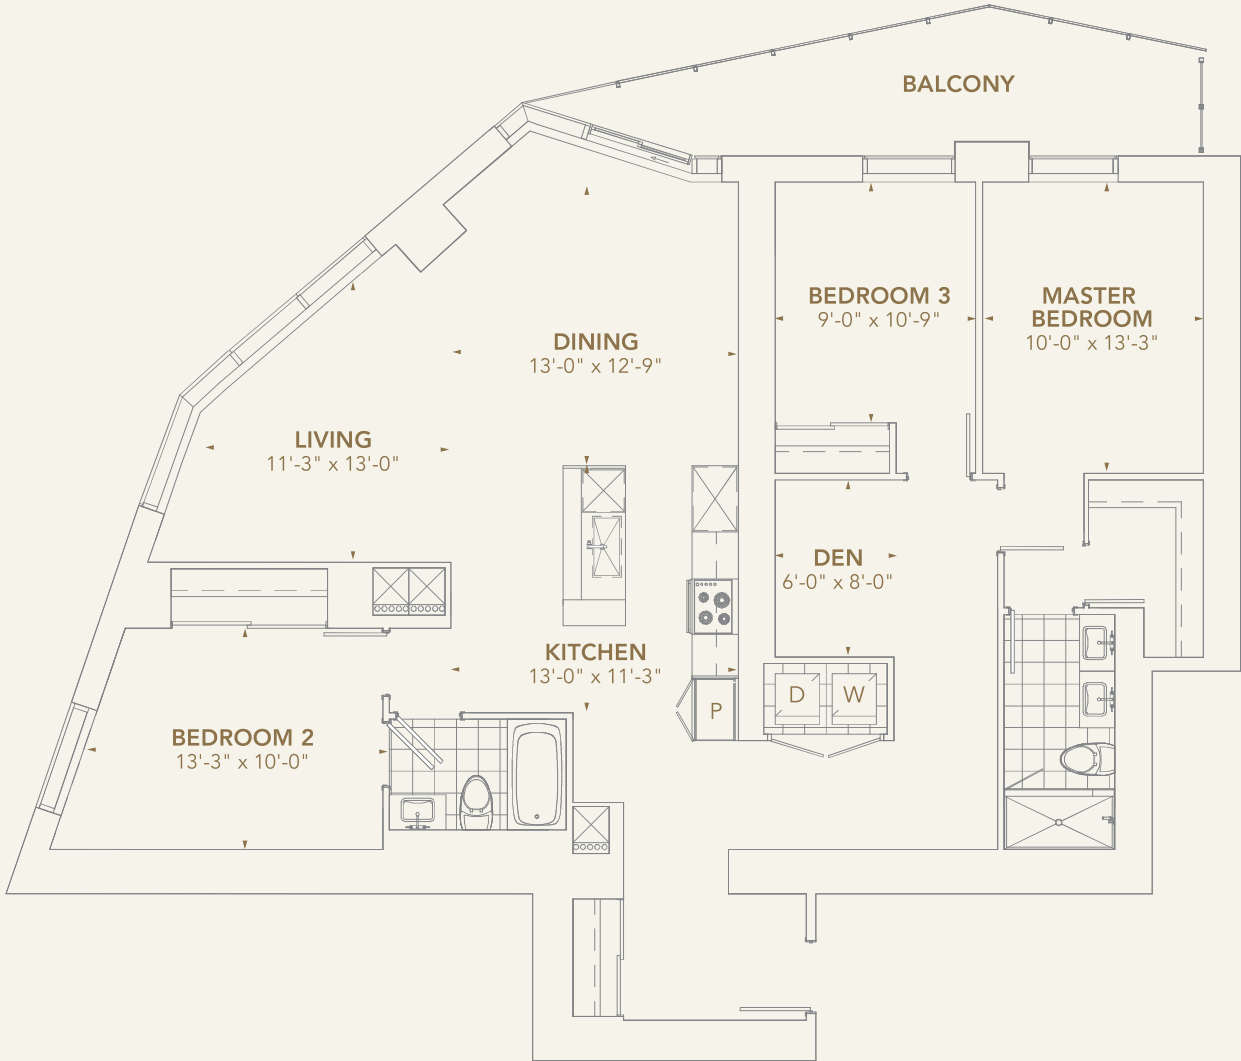 BALCONY
BEDROOM 3
9'-0" x 10'-9"
MASTER
BEDROOM
10'-0" x 13'-3"
DINING
13'-0" x 12'-9"
LIVING
11'-3" x 13'-0"
DEN
6'-0" x 8'-0"
KITCHEN
13'-0" x 11'-3"
P
D
W
BEDROOM 2
13'-3" x 10'-0"